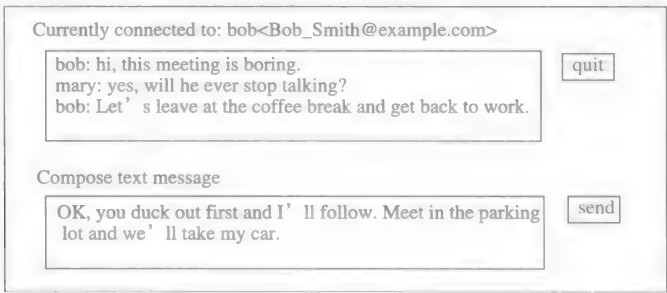 Currently connected to: bob<Bob_Smith@example.com>
bob: hi, this meeting is boring.
quit
mary: yes, will he ever stop talking?
bob: Let's leave at the coffee break and get back to work.
Compose text message
OK, you duck out first and I'll follow. Meet in the parking
send
lot and we'll take my car.